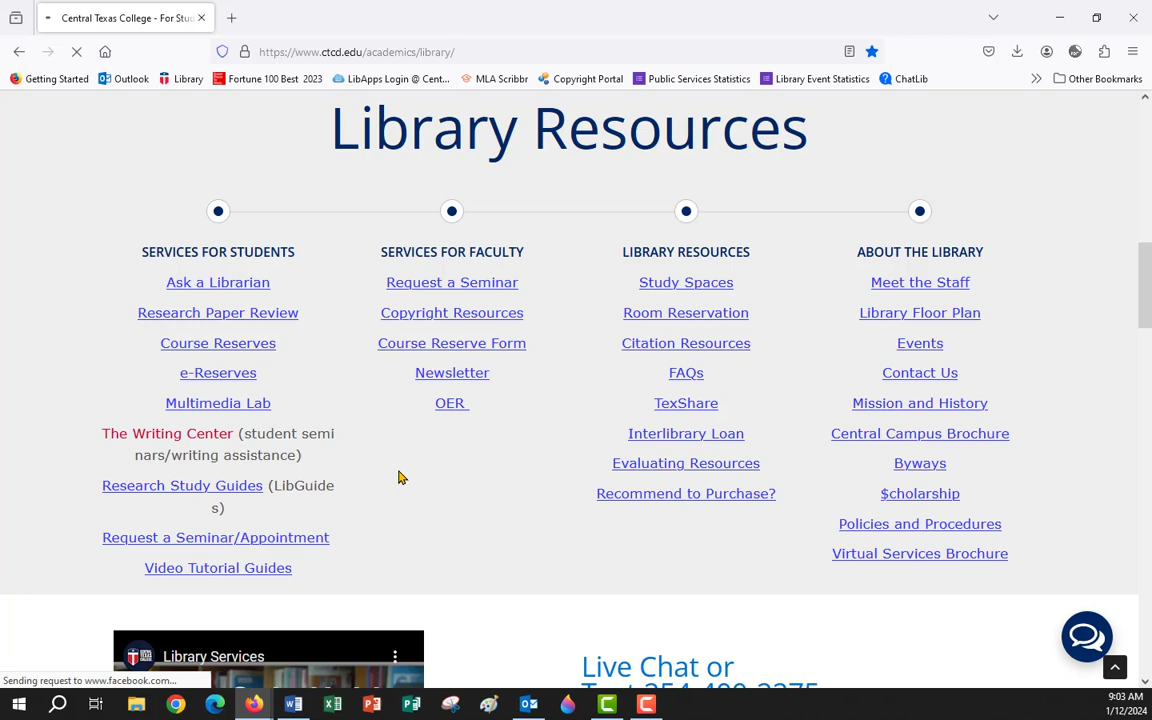 Central Texas College - For Stud
https://www.ctcd.edu/academics/library/
Getting Started
Outlook
Library
Fortune 100 Best 2023
LibApps Login @ Cent...
MLA Scribbr
Copyright Portal
Public Services Statistics
Library Event Statistics
ChatLib
Other Bookmarks
Library Resources
SERVICES FOR STUDENTS
Ask a Librarian
Research Paper Review
Course Reserves
e-Reserves
Multimedia Lab
The Writing Center (student semi
nars/writing assistance)
Research Study Guides (LibGuide
s)
Request a Seminar/Appointment
Video Tutorial Guides
SERVICES FOR FACULTY
Request a Seminar
Copyright Resources
Course Reserve Form
Newsletter
OER
LIBRARY RESOURCES
Study Spaces
Room Reservation
Citation Resources
FAQs
TexShare
Interlibrary Loan
Evaluating Resources
Recommend to Purchase?
ABOUT THE LIBRARY
Meet the Staff
Library Floor Plan
Events
Contact Us
Mission and History
Central Campus Brochure
Byways
$cholarship
Policies and Procedures
Virtual Services Brochure
Library Services
Live Chat or
Text 254-400-3275
Sending request to www.facebook.com...
9:03 AM
1/12/2024